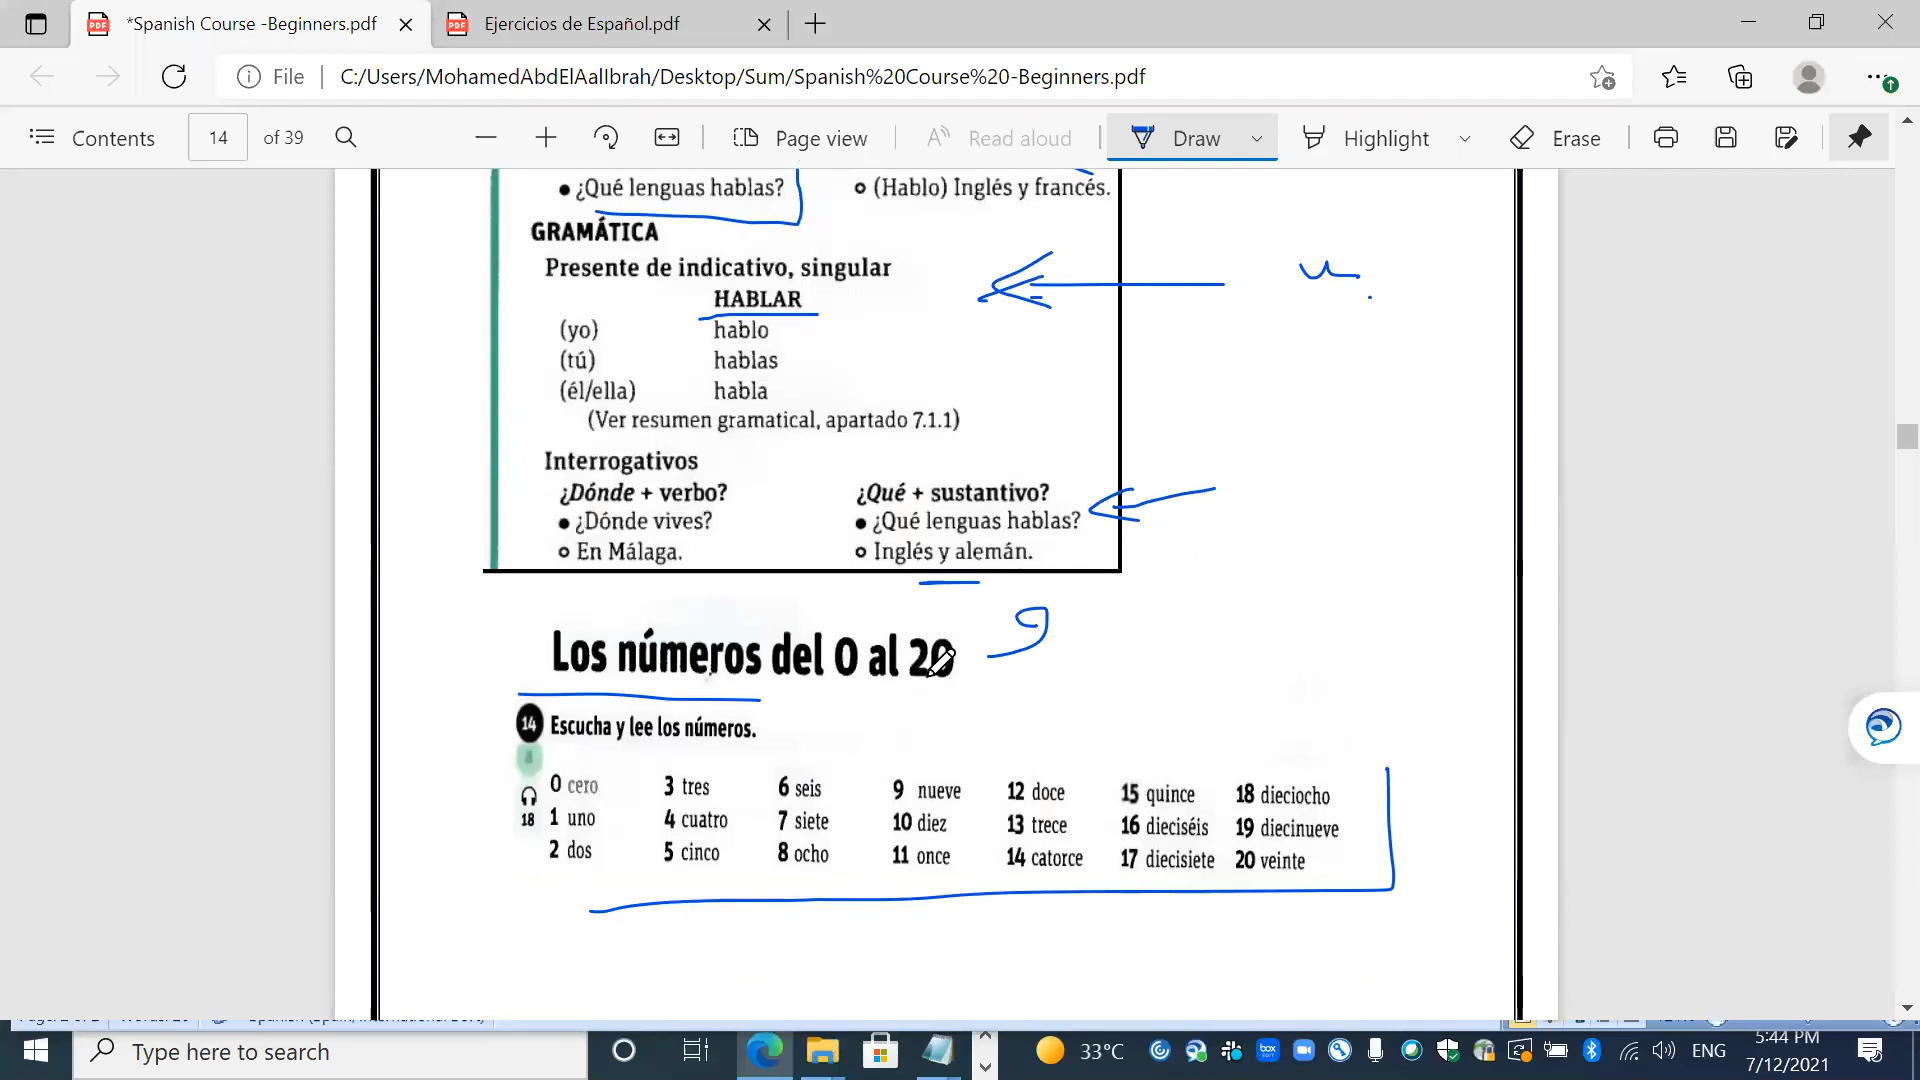 *Spanish Course -Beginners.pdf
Ejercicios de Español.pdf
File
C:/Users/MohamedAbdElAalIbrah/Desktop/Sum/Spanish%20Course%20-Beginners.pdf
Contents
14 of 39
Page view
Read aloud
Draw
Highlight
Erase
● ¿Qué lenguas hablas? ○ (Hablo) Inglés y francés.
GRAMÁTICA
Presente de indicativo, singular
HABLAR
(yo) hablo
(tú) hablas
(él/ella) habla
(Ver resumen gramatical, apartado 7.1.1)
Interrogativos
¿Dónde + verbo? ¿Qué + sustantivo?
● ¿Dónde vives? ● ¿Qué lenguas hablas?
○ En Málaga. ○ Inglés y alemán.
Los números del 0 al 20
14 Escucha y lee los números.
18
0 cero 3 tres 6 seis 9 nueve 12 doce 15 quince 18 dieciocho
1 uno 4 cuatro 7 siete 10 diez 13 trece 16 dieciséis 19 diecinueve
2 dos 5 cinco 8 ocho 11 once 14 catorce 17 diecisiete 20 veinte
Type here to search
33°C
ENG
5:44 PM
7/12/2021